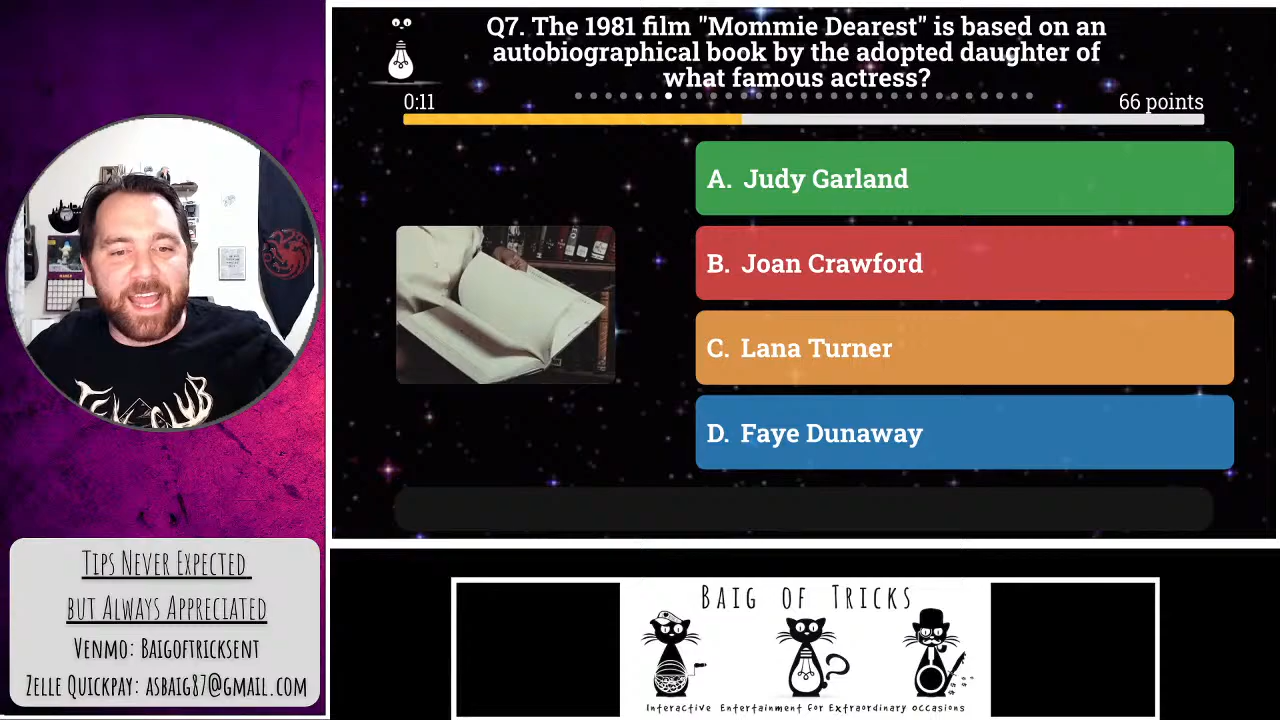 Q7. The 1981 film "Mommie Dearest" is based on an
autobiographical book by the adopted daughter of
what famous actress?
0:11
66 points
A. Judy Garland
B. Joan Crawford
C. Lana Turner
D. Faye Dunaway
Tips Never Expected
but Always Appreciated
Venmo: Baigoftricksent
Zelle Quickpay: asbaig87@gmail.com
Baig of Tricks
Interactive Entertainment for Extraordinary Occasions